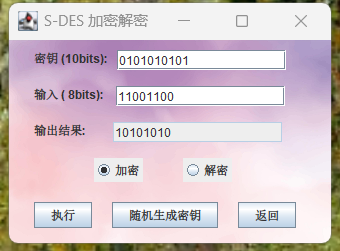 S-DES 加密解密
密钥 (10bits): 0101010101
输入 ( 8bits): 11001100
输出结果: 10101010
加密 解密
执行 随机生成密钥 返回